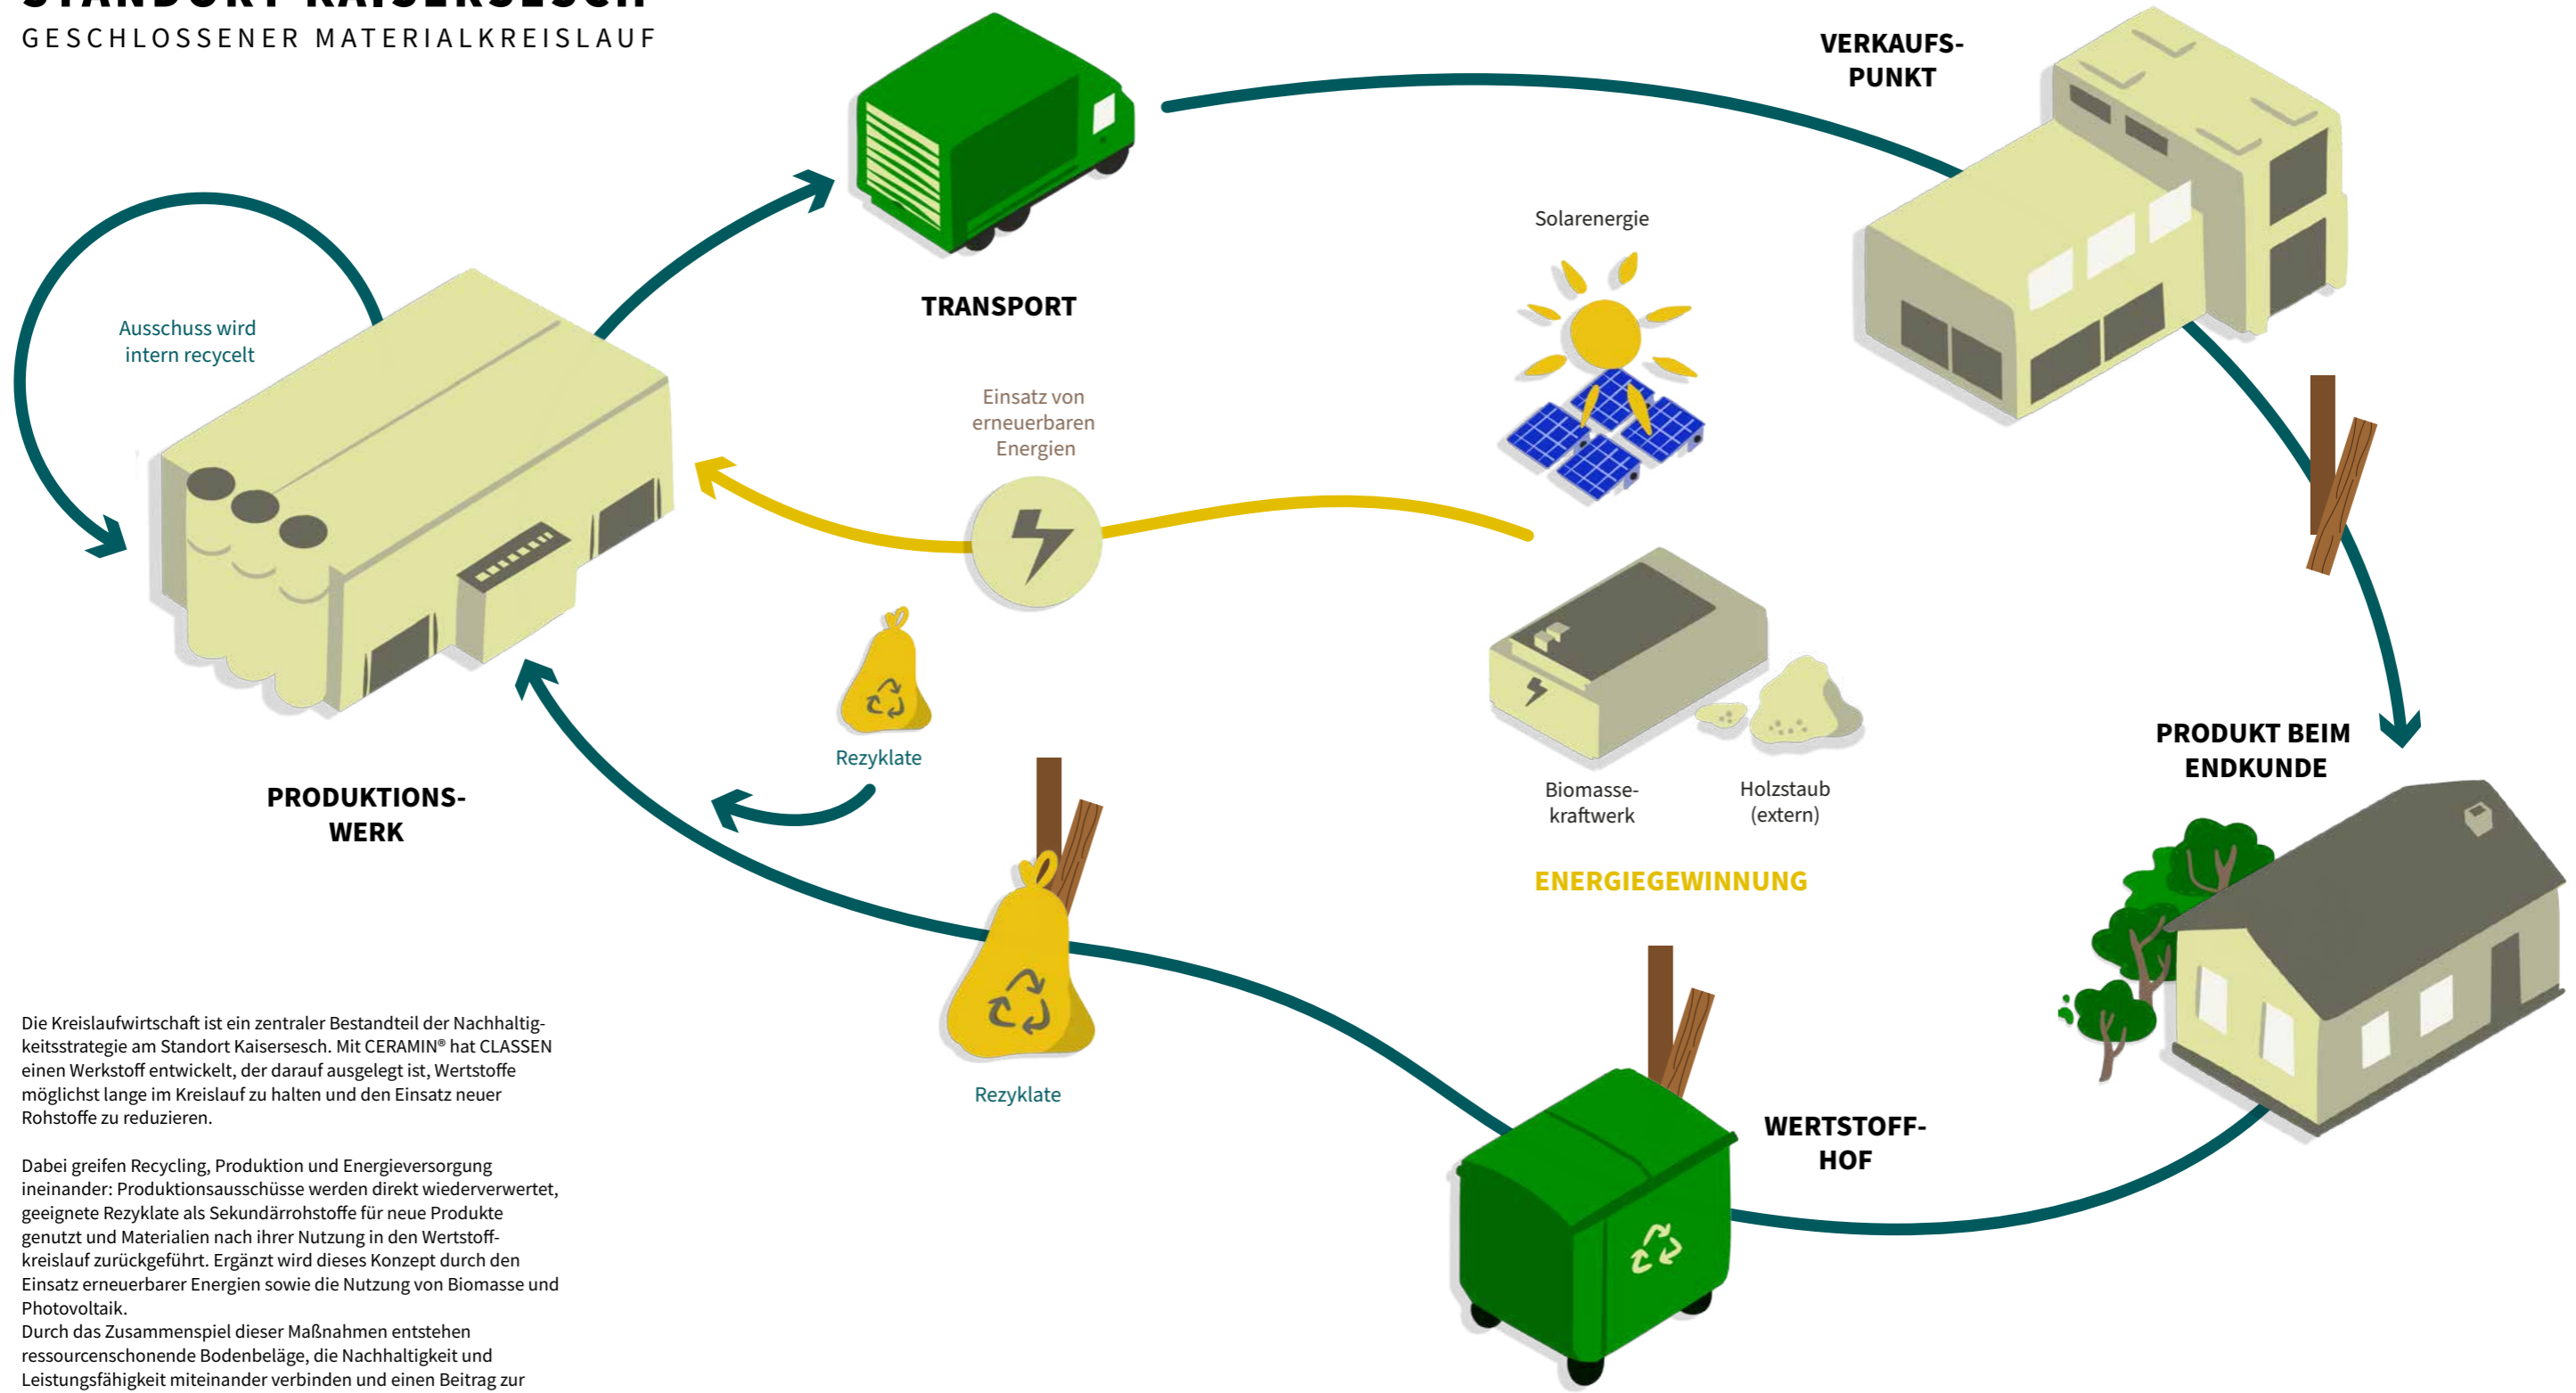 STANDORT KAISERSESCH
GESCHLOSSENER MATERIALKREISLAUF
VERKAUFS-
PUNKT
Solarenergie
TRANSPORT
Ausschuss wird
intern recycelt
Einsatz von
erneuerbaren
Energien
Rezyklate
PRODUKTIONS-
WERK
Biomasse-
kraftwerk
Holzstaub
(extern)
ENERGIEGEWINNUNG
PRODUKT BEIM
ENDKUNDE
Rezyklate
WERTSTOFF-
HOF
Die Kreislaufwirtschaft ist ein zentraler Bestandteil der Nachhaltig-
keitsstrategie am Standort Kaisersesch. Mit CERAMIN® hat CLASSEN
einen Werkstoff entwickelt, der darauf ausgelegt ist, Wertstoffe
möglichst lange im Kreislauf zu halten und den Einsatz neuer
Rohstoffe zu reduzieren.
Dabei greifen Recycling, Produktion und Energieversorgung
ineinander: Produktionsausschüsse werden direkt wiederverwertet,
geeignete Rezyklate als Sekundärrohstoffe für neue Produkte
genutzt und Materialien nach ihrer Nutzung in den Wertstoff-
kreislauf zurückgeführt. Ergänzt wird dieses Konzept durch den
Einsatz erneuerbarer Energien sowie die Nutzung von Biomasse und
Photovoltaik.
Durch das Zusammenspiel dieser Maßnahmen entstehen
ressourcenschonende Bodenbeläge, die Nachhaltigkeit und
Leistungsfähigkeit miteinander verbinden und einen Beitrag zur